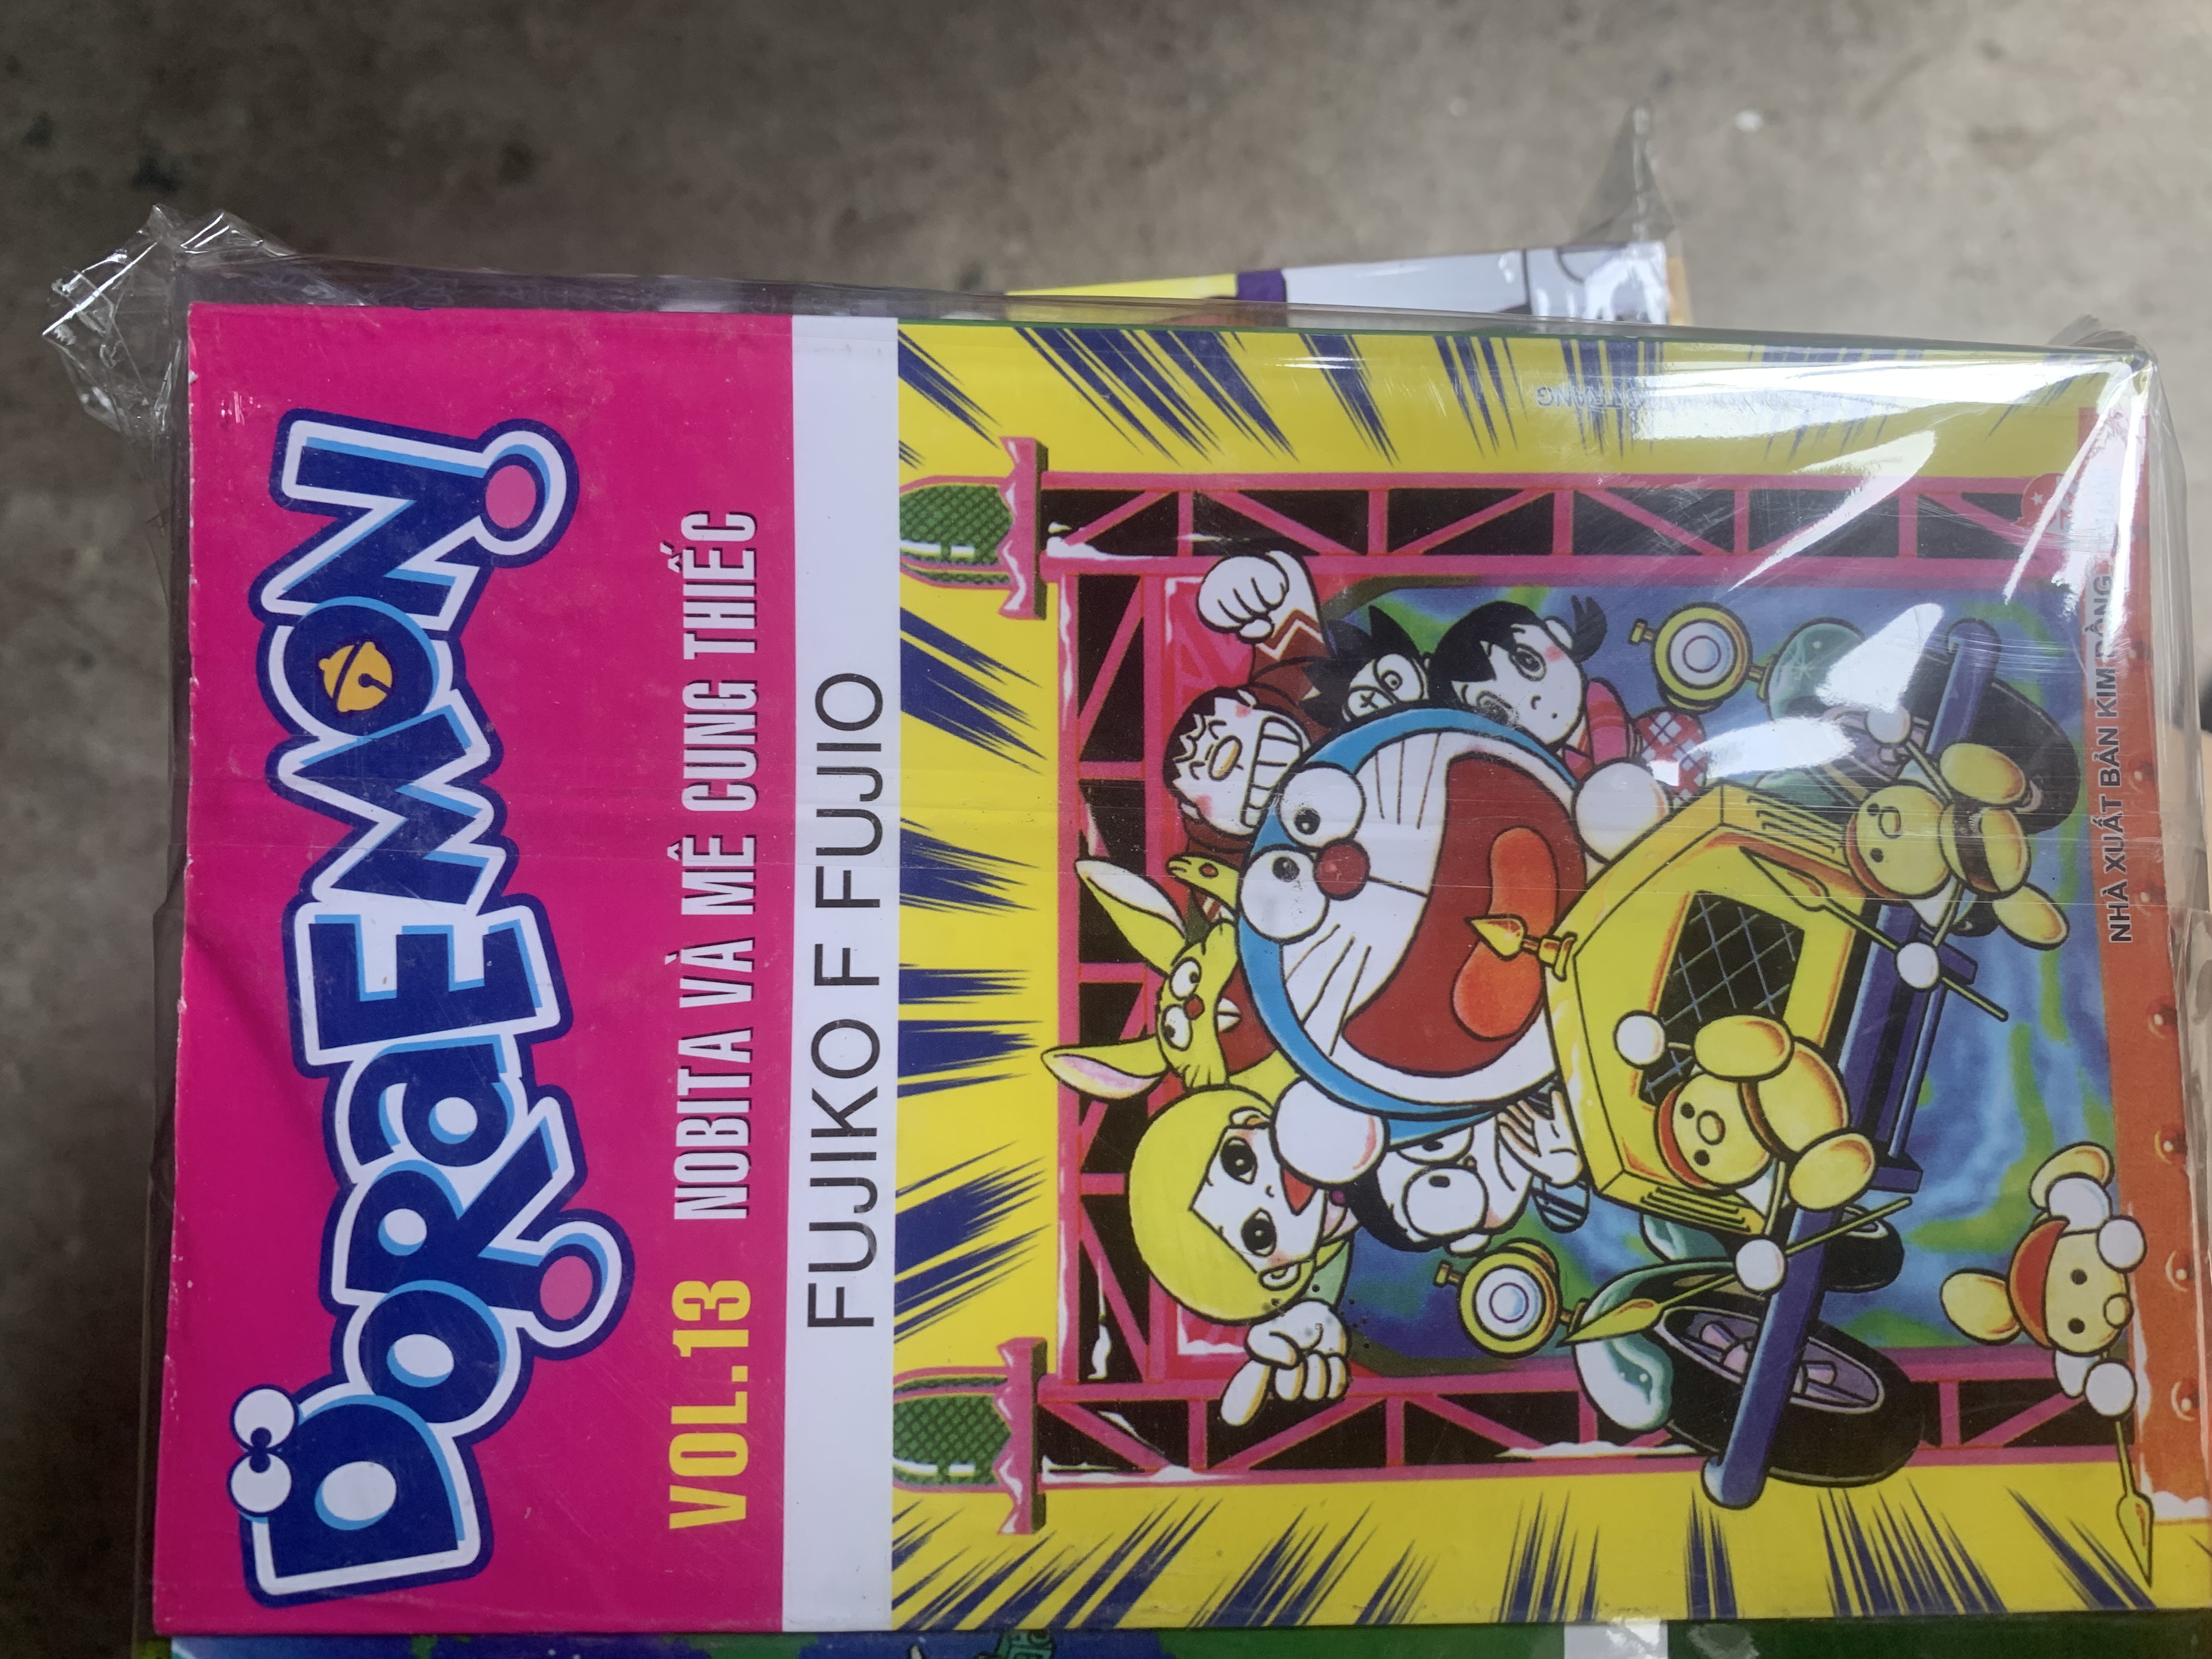 DORAEMON
VOL.13 NOBITA VÀ MÊ CUNG THIẾC
FUJIKO F FUJIO
NHÀ XUẤT BẢN KIM ĐỒNG